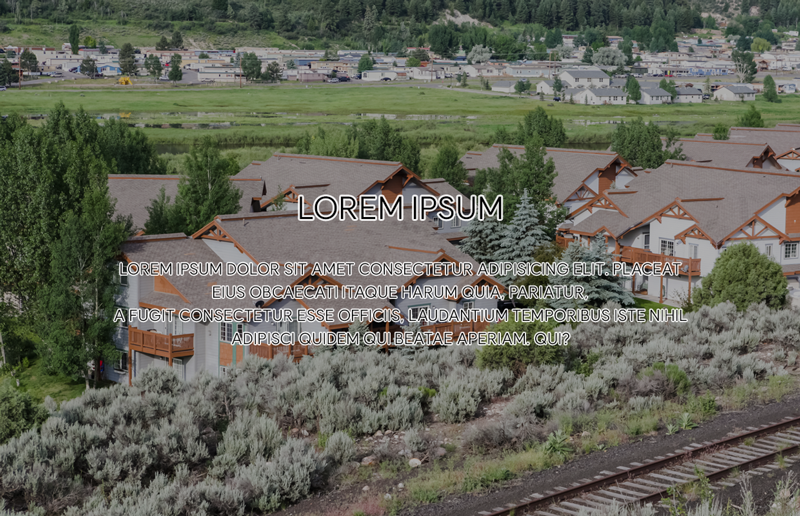 LOREM IPSUM
LOREM IPSUM DOLOR SIT AMET CONSECTETUR ADIPISICING ELIT. PLACEAT
EIUS OBCAECATI ITAQUE HARUM QUIA, PARIATUR,
A FUGIT CONSECTETUR ESSE OFFICIIS, LAUDANTIUM TEMPORIBUS ISTE NIHIL
ADIPISCI QUIDEM QUI BEATAE APERIAM. QUI?